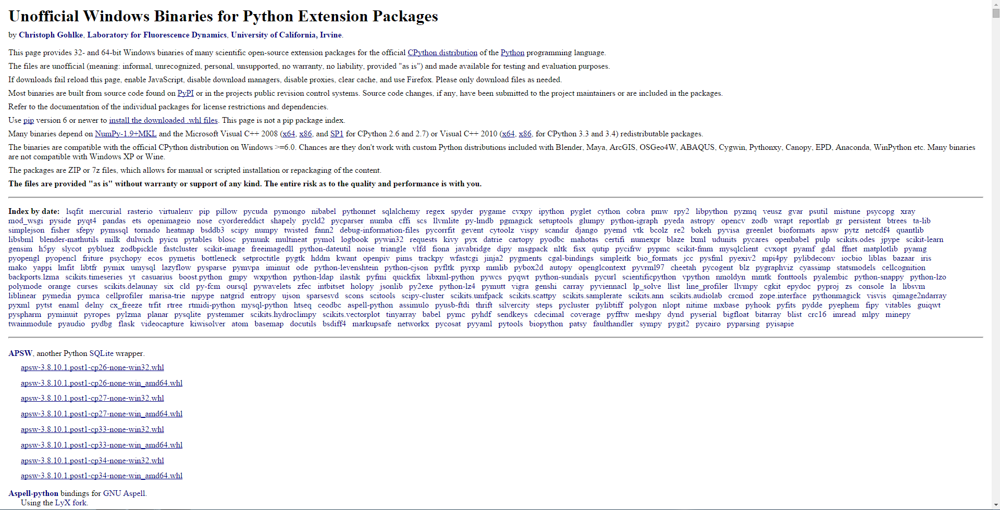 Unofficial Windows Binaries for Python Extension Packages
by Christoph Gohlke, Laboratory for Fluorescence Dynamics, University of California, Irvine.
This page provides 32- and 64-bit Windows binaries of many scientific open-source extension packages for the official CPython distribution of the Python programming language.
The files are unofficial (meaning: informal, unrecognized, personal, unsupported, no warranty, no liability, provided "as is") and made available for testing and evaluation purposes.
If downloads fail reload this page, enable JavaScript, disable download managers, disable proxies, clear cache, and use Firefox. Please only download files as needed.
Most binaries are built from source code found on PyPI or in the projects public revision control systems. Source code changes, if any, have been submitted to the project maintainers or are included in the packages.
Refer to the documentation of the individual packages for license restrictions and dependencies.
Use pip version 6 or newer to install the downloaded .whl files. This page is not a pip package index.
Many binaries depend on NumPy-1.9+MKL and the Microsoft Visual C++ 2008 (x64, x86, and SP1 for CPython 2.6 and 2.7) or Visual C++ 2010 (x64, x86, for CPython 3.3 and 3.4) redistributable packages.
The binaries are compatible with the official CPython distribution on Windows >=6.0. Chances are they don't work with custom Python distributions included with Blender, Maya, ArcGIS, OSGeo4W, ABAQUS, Cygwin, Pythonxy, Canopy, EPD, Anaconda, WinPython etc. Many binaries
are not compatible with Windows XP or Wine.
The packages are ZIP or 7z files, which allows for manual or scripted installation or repackaging of the content.
The files are provided "as is" without warranty or support of any kind. The entire risk as to the quality and performance is with you.
Index by date: lsqfit mercurial rasterio virtualenv pip pillow pycuda pymongo nibabel pythonnet sqlalchemy regex spyder pygame cvxpy ipython pyglet cython cobra pmw rpy2 libpython pyzmq veusz gvar psutil mistune psycopg xray
mod_wsgi pyside pyqt4 pandas ets openimageio nose cyordereddict shapely pycld2 pycparser numba cffi scs llvmlite py-lmdb pgmagick setuptools glumpy python-igraph pyeda astropy opencv zodb wrapt reportlab gr persistent btrees ta-lib
simplejson fisher sfepy pymssql tornado heatmap bsddb3 scipy numpy twisted fann2 debug-information-files pycorrfit gevent cytoolz vispy scandir django pyemd vtk bcolz re2 bokeh pyvisa greenlet bioformats apsw pytz netcdf4 quantlib
libsbml blender-mathutils milk dulwich pyicu pytables blosc pymunk multineat pymol logbook pywin32 requests kivy pyx datrie cartopy pyodbc mahotas certifi numexpr blaze lxml udunits pycares openbabel pulp scikits.odes jpype scikit-learn
gensim h5py slycot pybluez zodbpickle fastcluster scikit-image freeimagedll python-dateutil noise triangle vlfd fiona javabridge dipy msgpack nltk fisx qutip pycifrw pypmc scikit-fmm mysqlclient cvxopt pyamf gdal ffnet matplotlib pyamg
pyopengl pyopencl friture psychopy ecos pymetis bottleneck setproctitle pygtk hddm kwant openpiv pims trackpy wfastcgi jinja2 pygments cgal-bindings simpleitk bio_formats jcc pysfml pyexiv2 mpi4py pylibdeconv iocbio liblas bazaar iris
mako yappi lmfit libtfr pymix umysql lazyflow pysparse pymvpa iminuit ode python-levenshtein python-cjson pyfltk pyrxp mmlib pybox2d autopy openglcontext pyvrml97 cheetah pycogent blz pygraphviz cyassimp statsmodels cellcognition
backports.lzma scikits.timeseries yt casuarius boost.python gmpy wxpython python-ldap ilastik pyfmi quickfix libxml-python pywcs pyqwt python-sundials pycurl scientificpython vpython nmoldyn mmtk fonttools pyalembic python-snappy python-lzo
polymode orange curses scikits.delaunay six cld py-fcm oursql pywavelets zfec intbitset holopy jsonlib py2exe python-lz4 pymutt vigra genshi carray pyviennacl lp_solve llist line_profiler llvmpy cgkit epydoc pyproj zs console la libsvm
liblinear pymedia pymca cellprofiler marisa-trie nipype natgrid entropy ujson sparsesvd scons scitools scipy-cluster scikits.umfpack scikits.scattpy scikits.samplerate scikits.ann scikits.audiolab crcmod zope.interface pythonmagick visvis qimage2ndarray
pyxml pytst enaml delny cx_freeze trfit rtree rtmidi-python mysql-python htseq ceodbc aspell-python assimulo pyusb-ftdi thrift silvercity steps pycluster pylibtiff polygon nlopt nitime mxbase pyhook pyfits pydde pyephem fipy vitables guiqwt
pyspharm pyminuit pyropes pylzma planar pysqlite pystemmer scikits.hydroclimpy scikits.vectorplot tinyarray babel pymc pyhdf sendkeys cdecimal coverage pyfftw meshpy dynd pyserial bigfloat bitarray blist crc16 imread mlpy minepy
twainmodule pyaudio pydbg flask videocapture kiwisolver atom basemap docutils bsdiff4 markupsafe networkx pycosat pyyaml pytools biopython patsy faulthandler sympy pygit2 pycairo pyparsing pyisapie
APSW, another Python SQLite wrapper.
apsw-3.8.10.1.post1-cp26-none-win32.whl
apsw-3.8.10.1.post1-cp26-none-win_amd64.whl
apsw-3.8.10.1.post1-cp27-none-win32.whl
apsw-3.8.10.1.post1-cp27-none-win_amd64.whl
apsw-3.8.10.1.post1-cp33-none-win32.whl
apsw-3.8.10.1.post1-cp33-none-win_amd64.whl
apsw-3.8.10.1.post1-cp34-none-win32.whl
apsw-3.8.10.1.post1-cp34-none-win_amd64.whl
Aspell-python bindings for GNU Aspell.
Using the LyX fork.